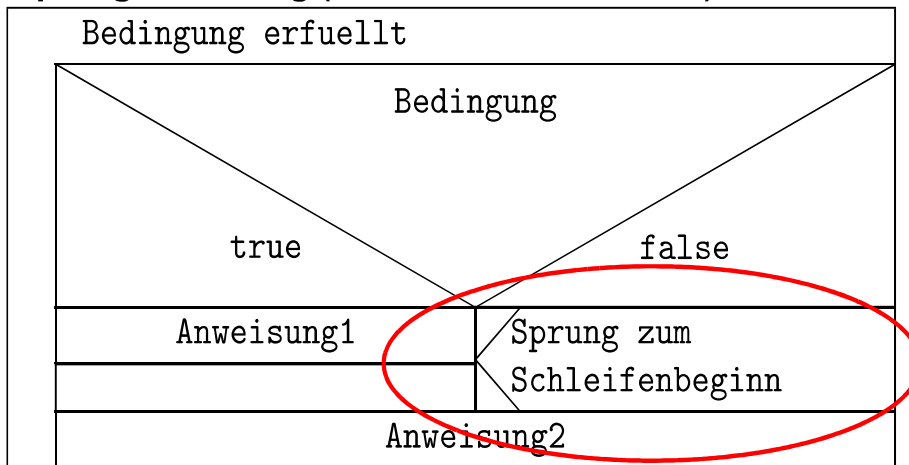 Bedingung erfuellt
Bedingung
true
false
Anweisung1
Sprung zum
Schleifenbeginn
Anweisung2